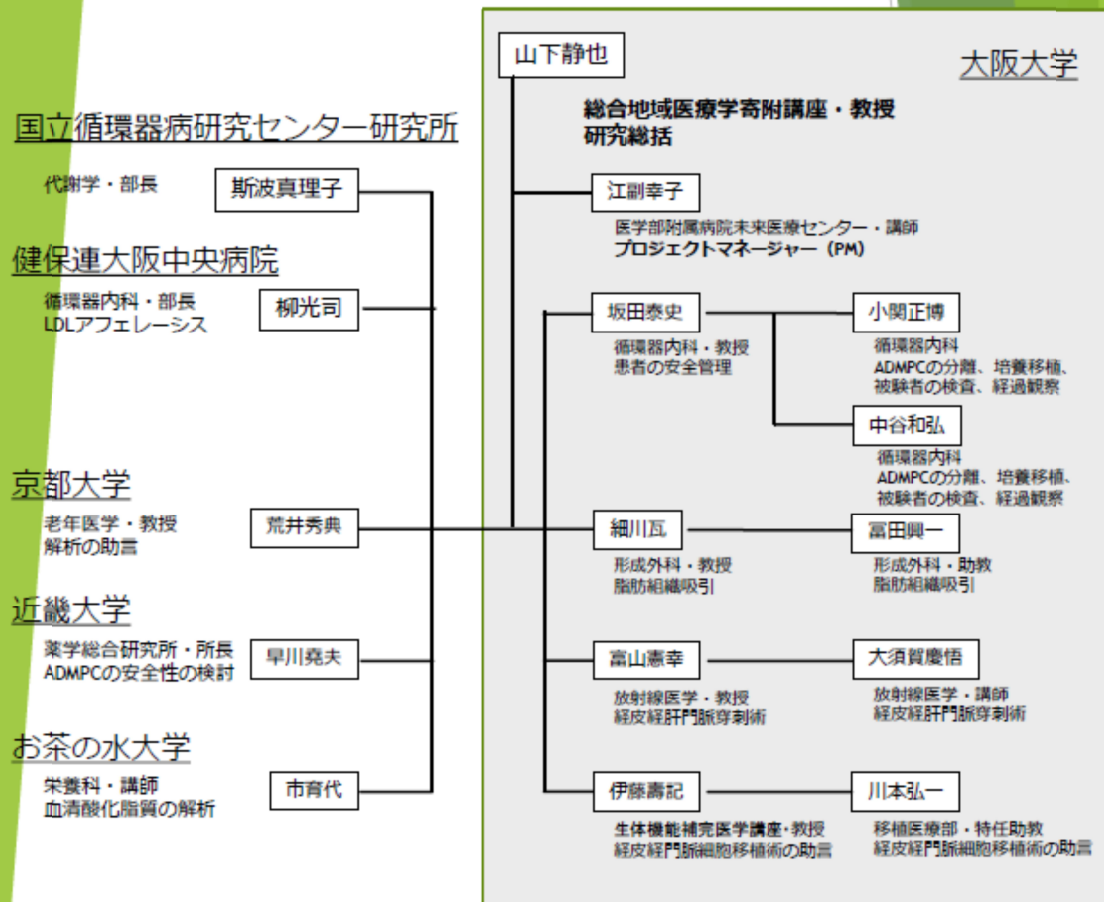 国立循環器病研究センター研究所
代謝学・部長
斯波真理子
健保連大阪中央病院
循環器内科・部長
LDLアフェレーシス
柳光司
京都大学
老年医学・教授
解析の助言
荒井秀典
近畿大学
薬学総合研究所・所長
ADMPCの安全性の検討
早川堯夫
お茶の水大学
栄養科・講師
血清酸化脂質の解析
市育代
大阪大学
山下静也
総合地域医療学寄附講座・教授
研究総括
江副幸子
医学部附属病院未来医療センター・講師
プロジェクトマネージャー（PM）
坂田泰史
循環器内科・教授
患者の安全管理
小関正博
循環器内科
ADMPCの分離、培養移植、
被験者の検査、経過観察
中谷和弘
循環器内科
ADMPCの分離、培養移植、
被験者の検査、経過観察
細川瓦
形成外科・教授
脂肪組織吸引
冨田興一
形成外科・助教
脂肪組織吸引
富山憲幸
放射線医学・教授
経皮経肝門脈穿刺術
大須賀慶悟
放射線医学・講師
経皮経肝門脈穿刺術
伊藤壽記
生体機能補完医学講座・教授
経皮経門脈細胞移植術の助言
川本弘一
移植医療部・特任助教
経皮経門脈細胞移植術の助言